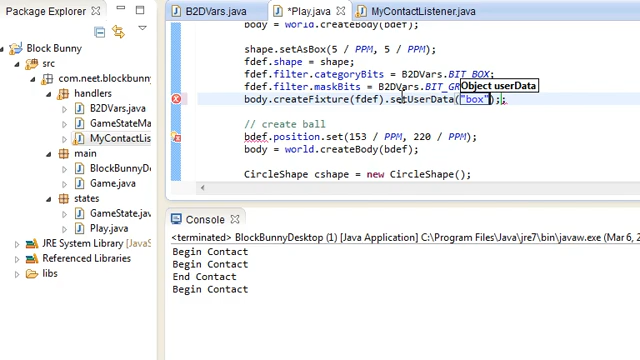 Package Explorer
Block Bunny
src
com.neet.blockbunny
handlers
B2DVars.java
GameStateMa
MyContactLis
main
BlockBunnyD
Game.java
states
GameState.java
Play.java
JRE System Library [Ja
Referenced Libraries
libs
B2DVars.java
*Play.java
MyContactListener.java
body = world.createBody(bdef);
shape.setAsBox(5 / PPM, 5 / PPM);
fdef.shape = shape;
fdef.filter.categoryBits = B2DVars.BIT_BOX;
fdef.filter.maskBits = B2DVars.BIT_GR
Object userData
body.createFixture(fdef).setUserData("box");;
// create ball
bdef.position.set(153 / PPM, 220 / PPM);
body = world.createBody(bdef);
CircleShape cshape = new CircleShape();
Console
<terminated> BlockBunnyDesktop (1) [Java Application] C:\Program Files\Java\jre7\bin\javaw.exe (Mar 6, 2
Begin Contact
Begin Contact
End Contact
Begin Contact